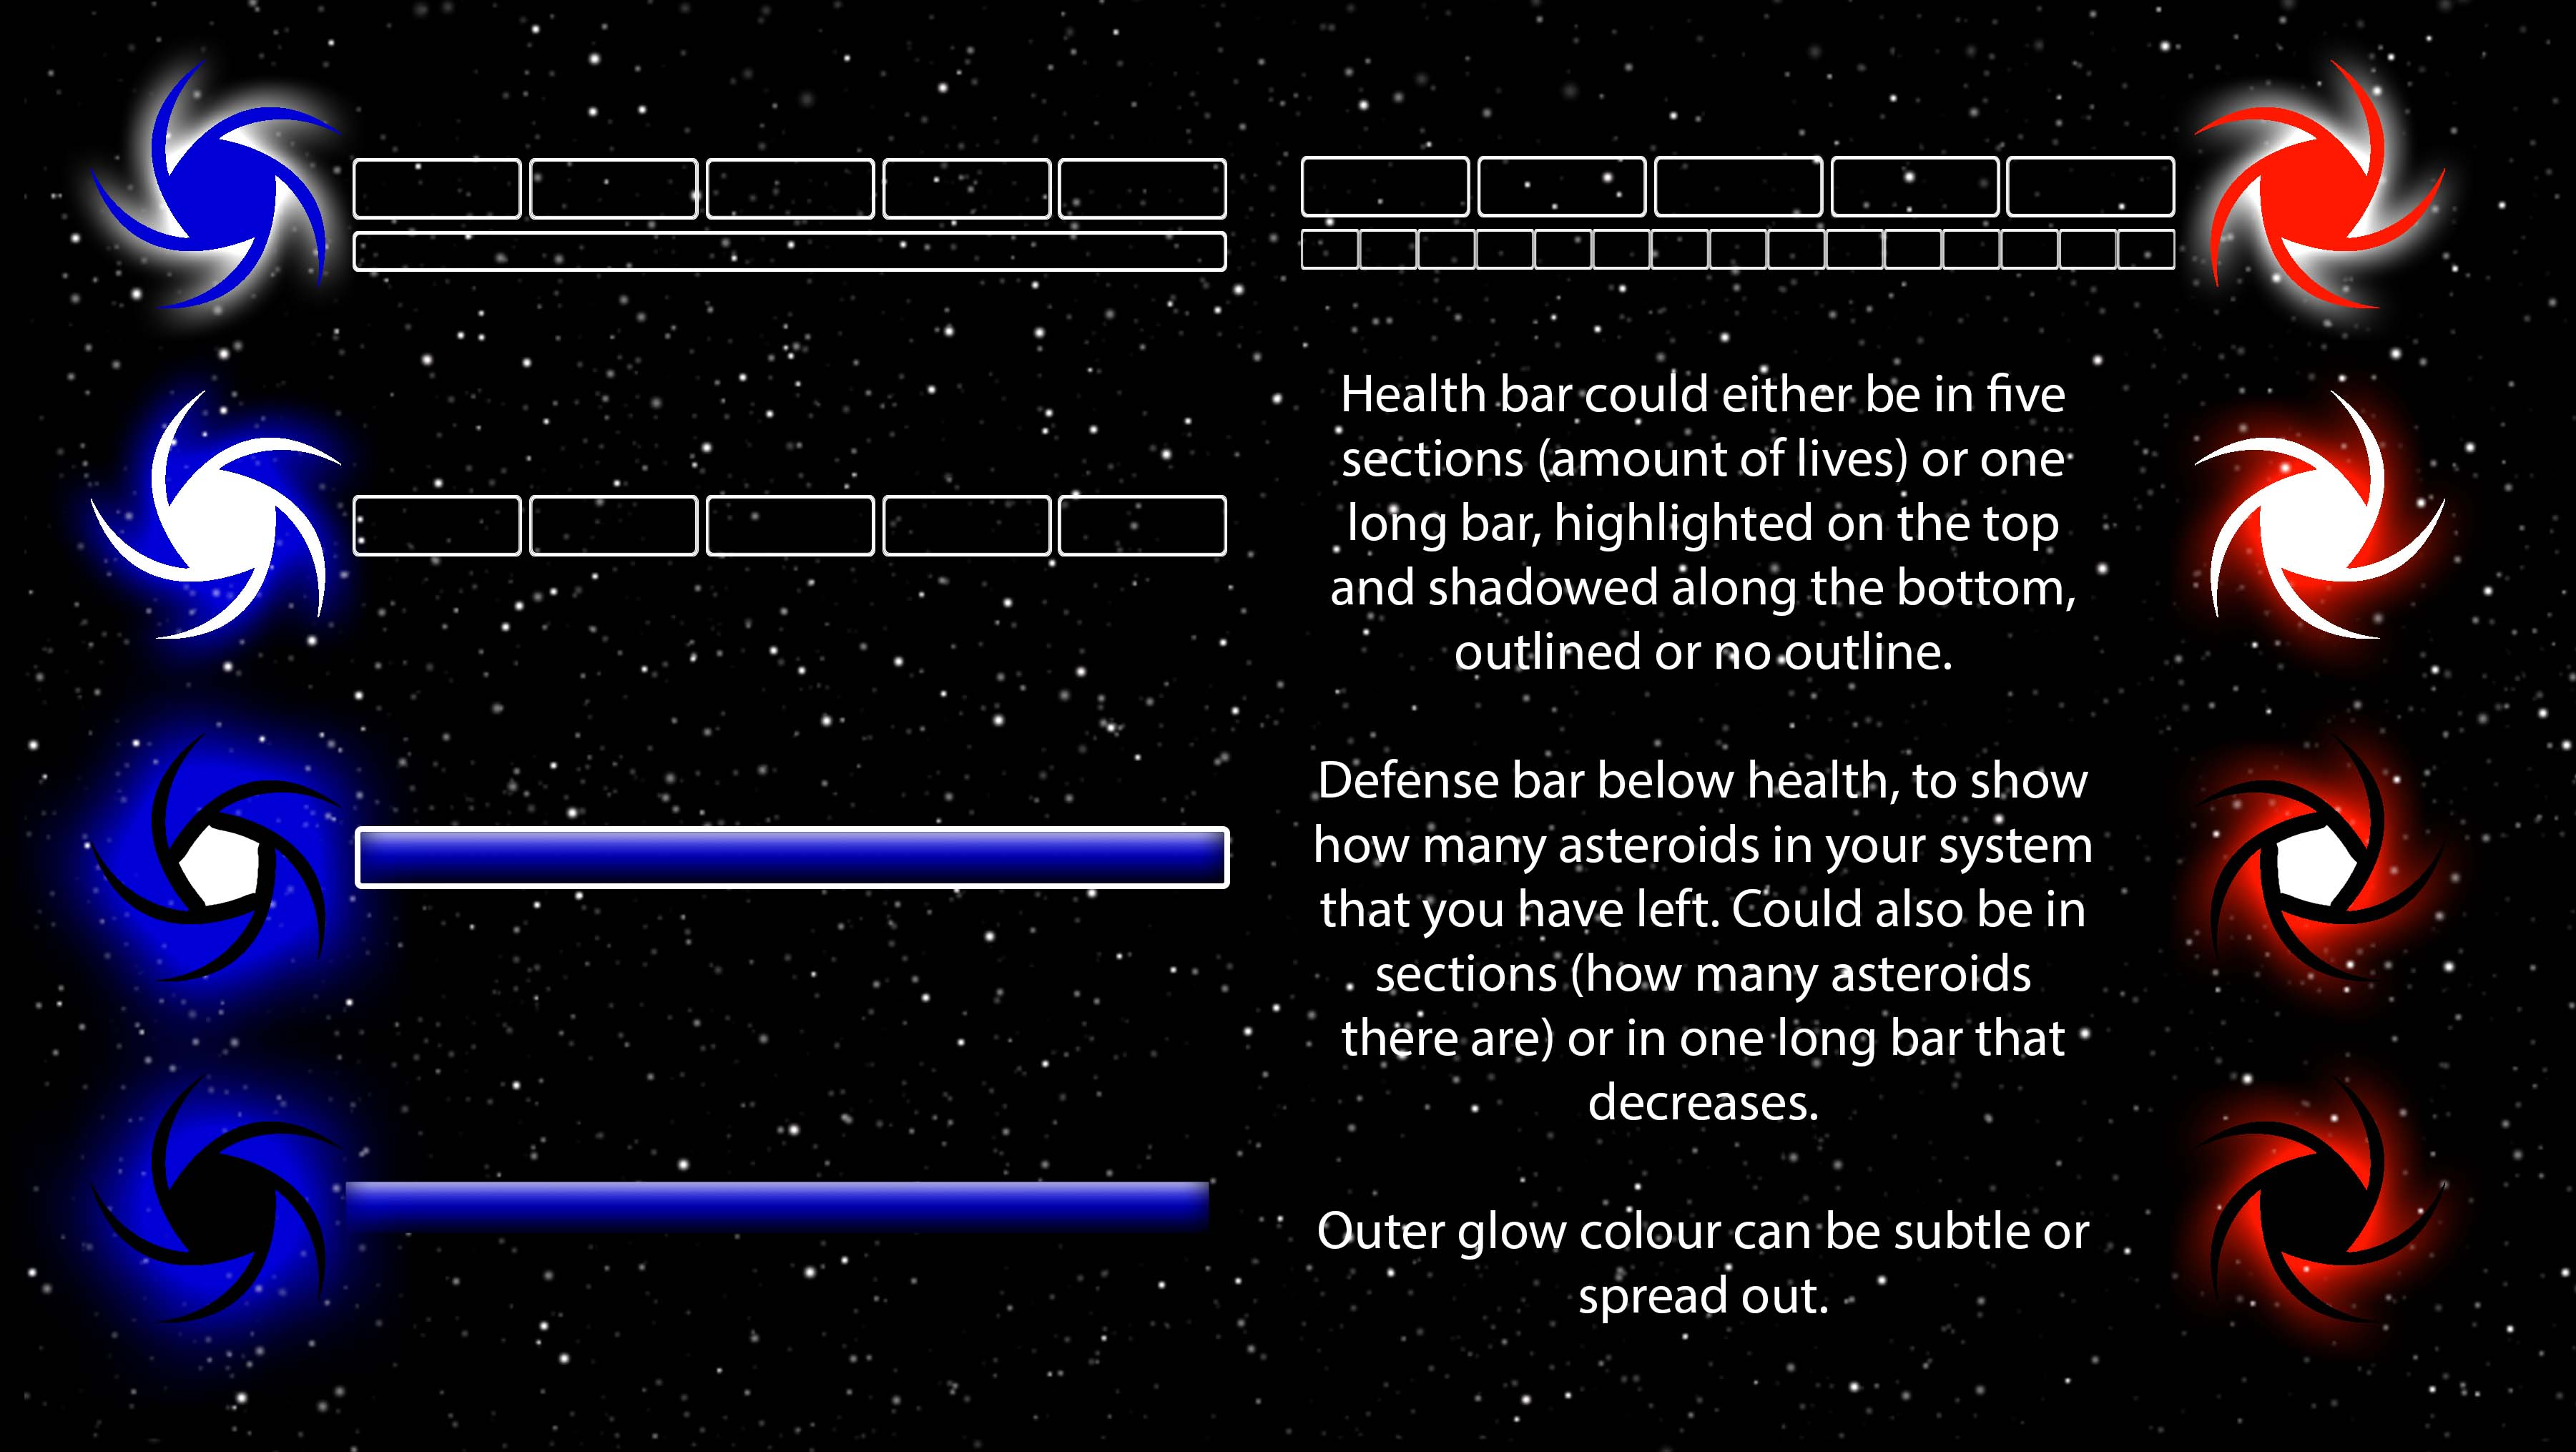 Health bar could either be in five
sections (amount of lives) or one
long bar, highlighted on the top
and shadowed along the bottom,
outlined or no outline.
Defense bar below health, to show
how many asteroids in your system
that you have left. Could also be in
sections (how many asteroids
there are) or in one long bar that
decreases.
Outer glow colour can be subtle or
spread out.